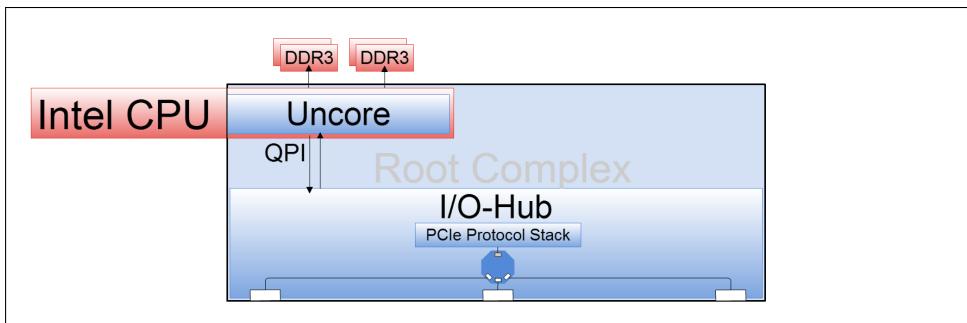 DDR3 DDR3
Intel CPU Uncore
QPI
Root Complex
I/O-Hub
PCIe Protocol Stack